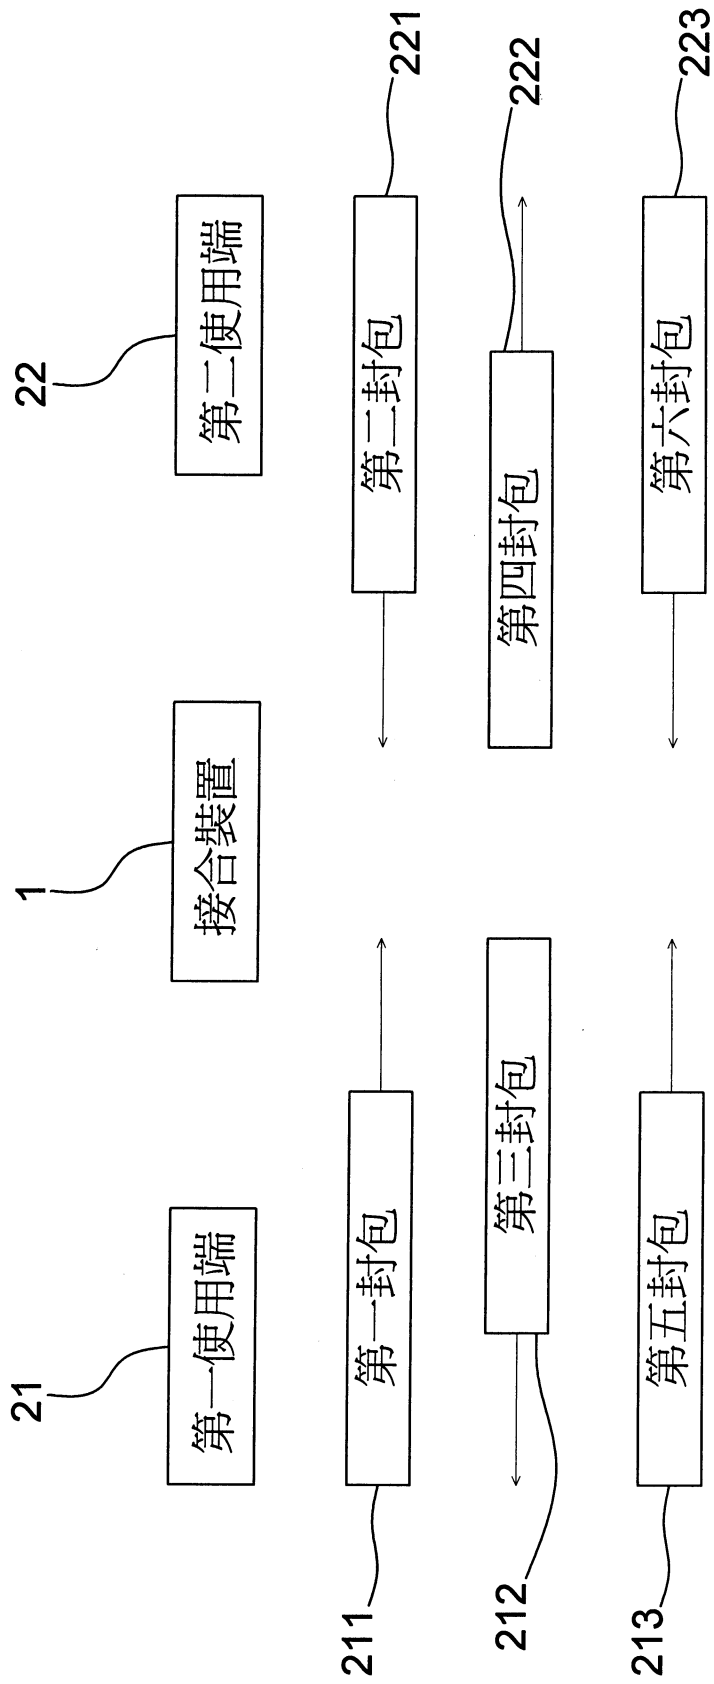 21
1
22
第一使用端
接合裝置
第二使用端
第一封包
第二封包
211
221
第三封包
第四封包
212
222
第五封包
第六封包
213
223